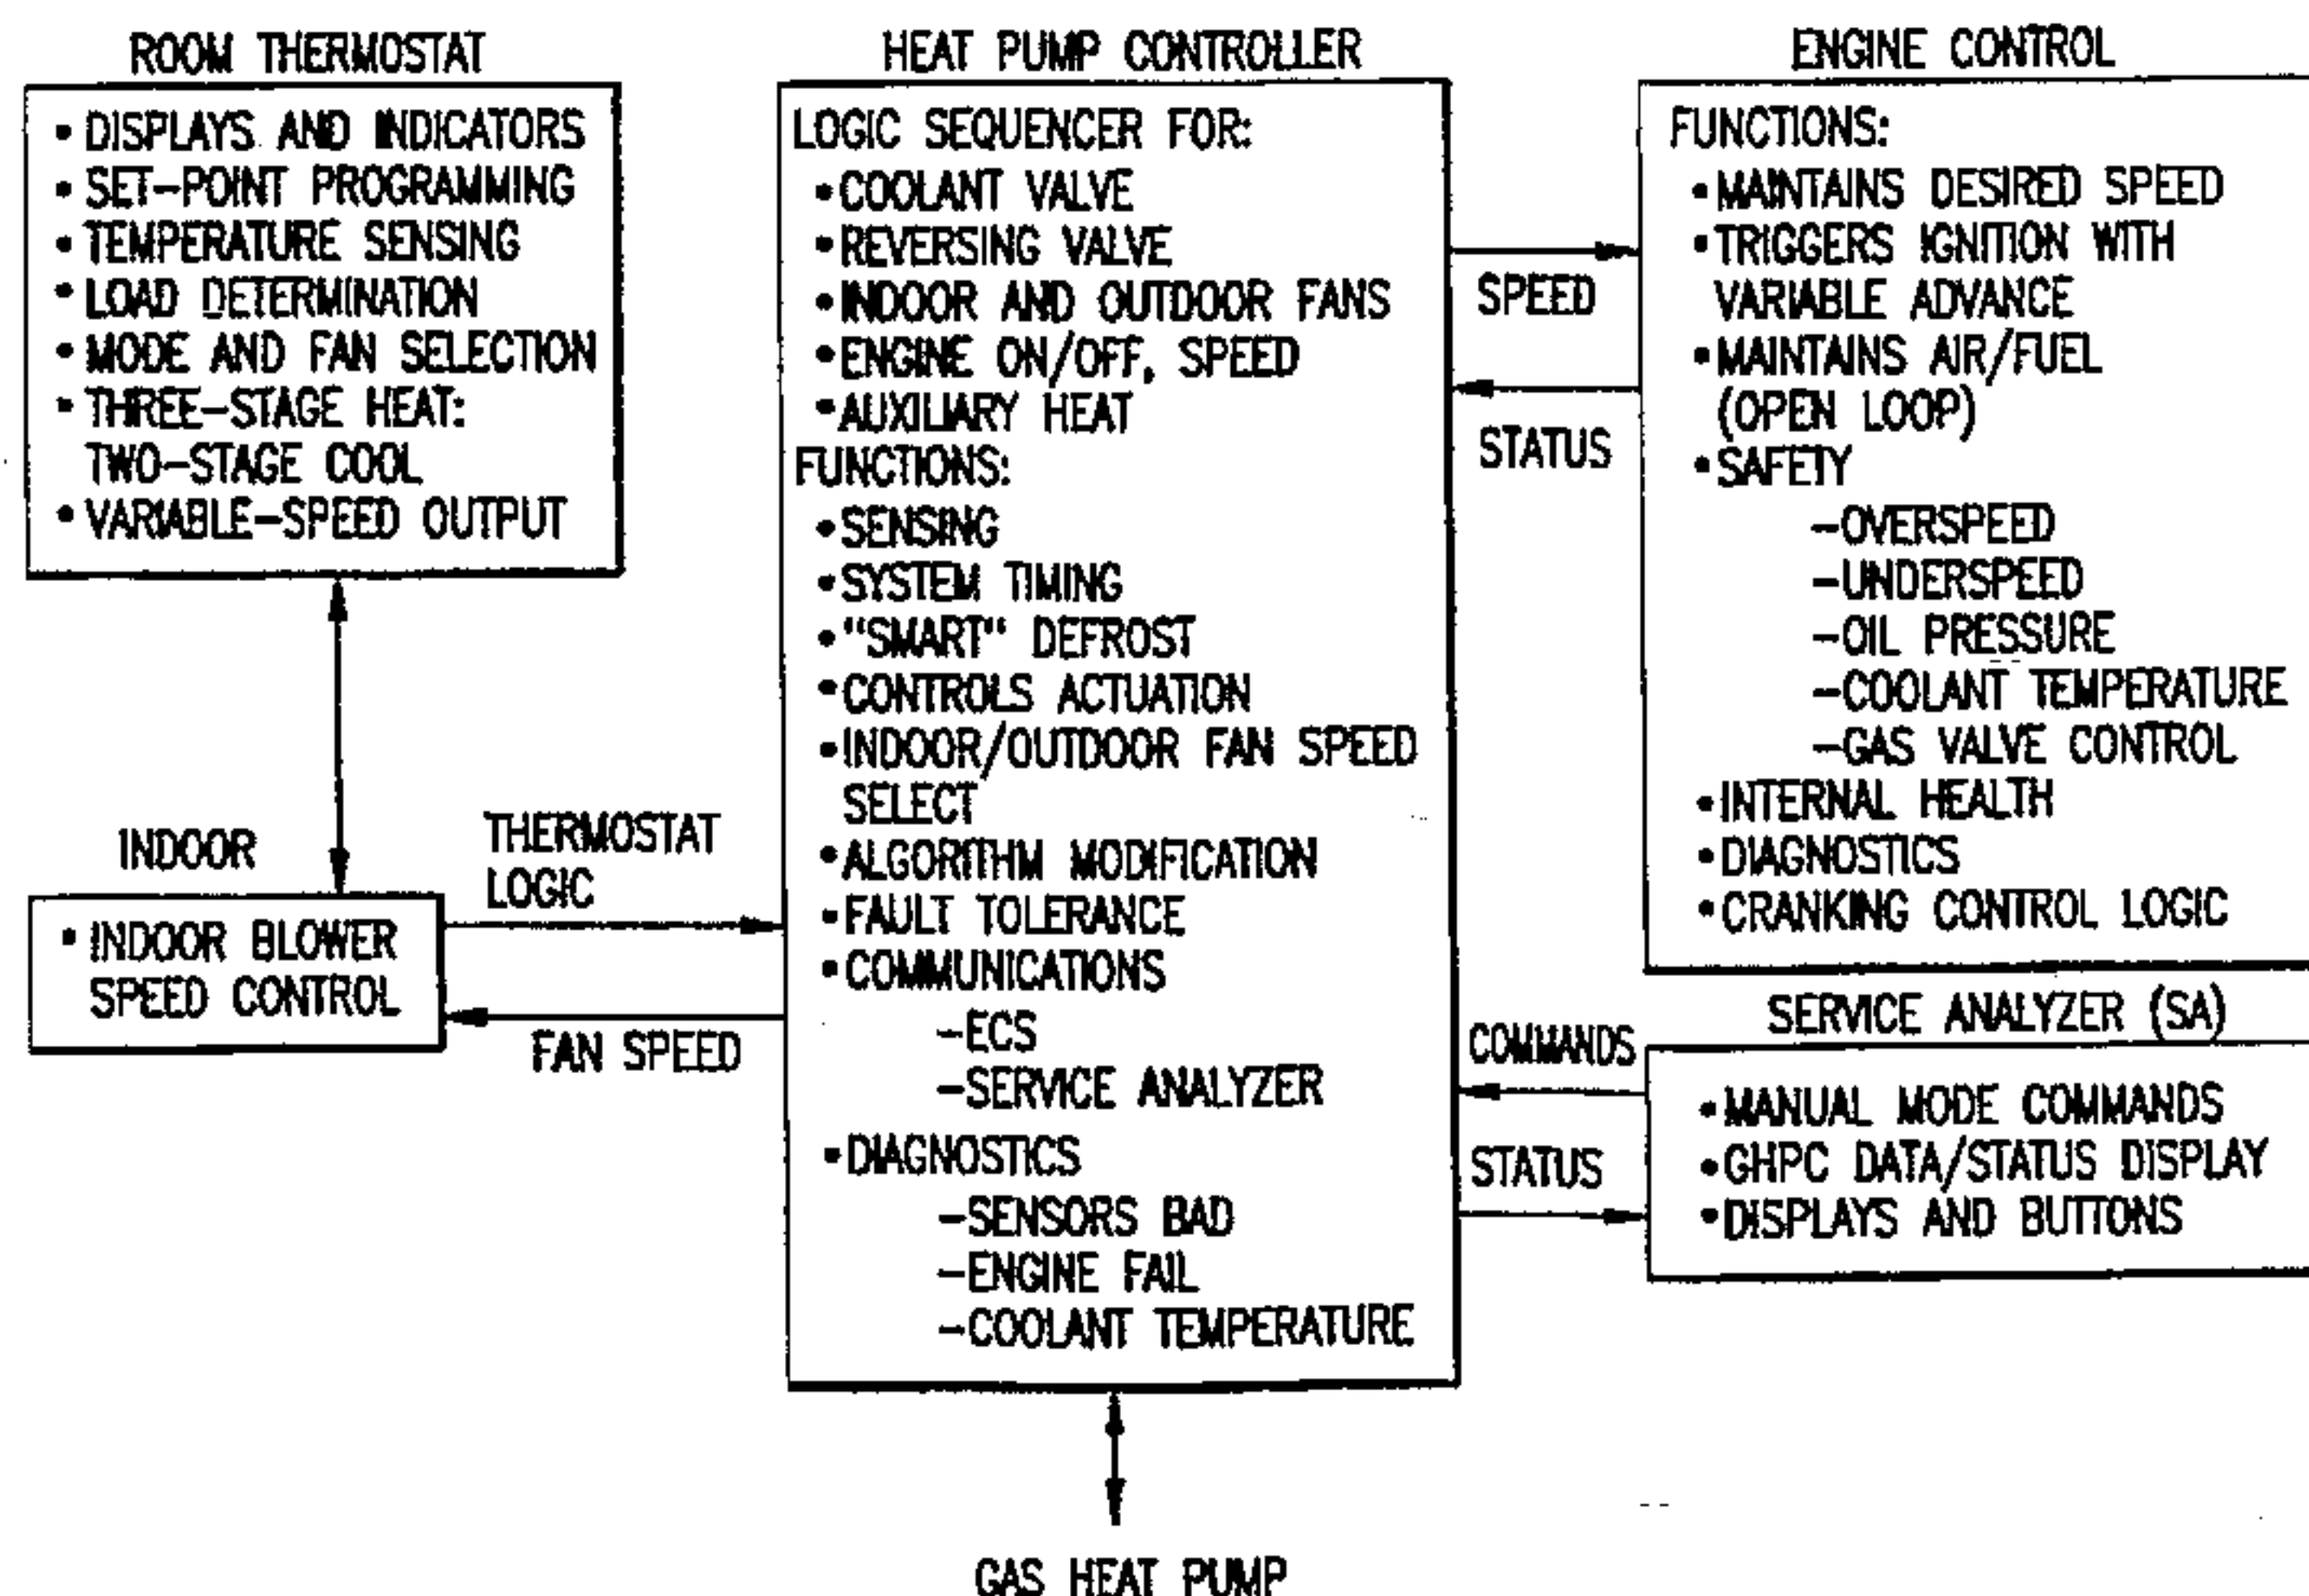 ROOM THERMOSTAT
• DISPLAYS AND INDICATORS
• SET-POINT PROGRAMMING
• TEMPERATURE SENSING
• LOAD DETERMINATION
• MODE AND FAN SELECTION
• THREE-STAGE HEAT:
TWO-STAGE COOL
• VARIABLE-SPEED OUTPUT
INDOOR
• INDOOR BLOWER
SPEED CONTROL
THERMOSTAT
LOGIC
FAN SPEED
HEAT PUMP CONTROLLER
LOGIC SEQUENCER FOR:
• COOLANT VALVE
• REVERSING VALVE
• INDOOR AND OUTDOOR FANS
• ENGINE ON/OFF, SPEED
• AUXILIARY HEAT
FUNCTIONS:
• SENSING
• SYSTEM TIMING
• "SMART" DEFROST
• CONTROLS ACTUATION
• INDOOR/OUTDOOR FAN SPEED
SELECT
• ALGORITHM MODIFICATION
• FAULT TOLERANCE
• COMMUNICATIONS
-ECS
-SERVICE ANALYZER
• DIAGNOSTICS
-SENSORS BAD
-ENGINE FAIL
-COOLANT TEMPERATURE
GAS HEAT PUMP
SPEED
STATUS
ENGINE CONTROL
FUNCTIONS:
• MAINTAINS DESIRED SPEED
• TRIGGERS IGNITION WITH
VARIABLE ADVANCE
• MAINTAINS AIR/FUEL
(OPEN LOOP)
• SAFETY
-OVERSPEED
-UNDERSPEED
-OIL PRESSURE
-COOLANT TEMPERATURE
-GAS VALVE CONTROL
• INTERNAL HEALTH
• DIAGNOSTICS
• CRANKING CONTROL LOGIC
COMMANDS
STATUS
SERVICE ANALYZER (SA)
• MANUAL MODE COMMANDS
• GHPC DATA/STATUS DISPLAY
• DISPLAYS AND BUTTONS